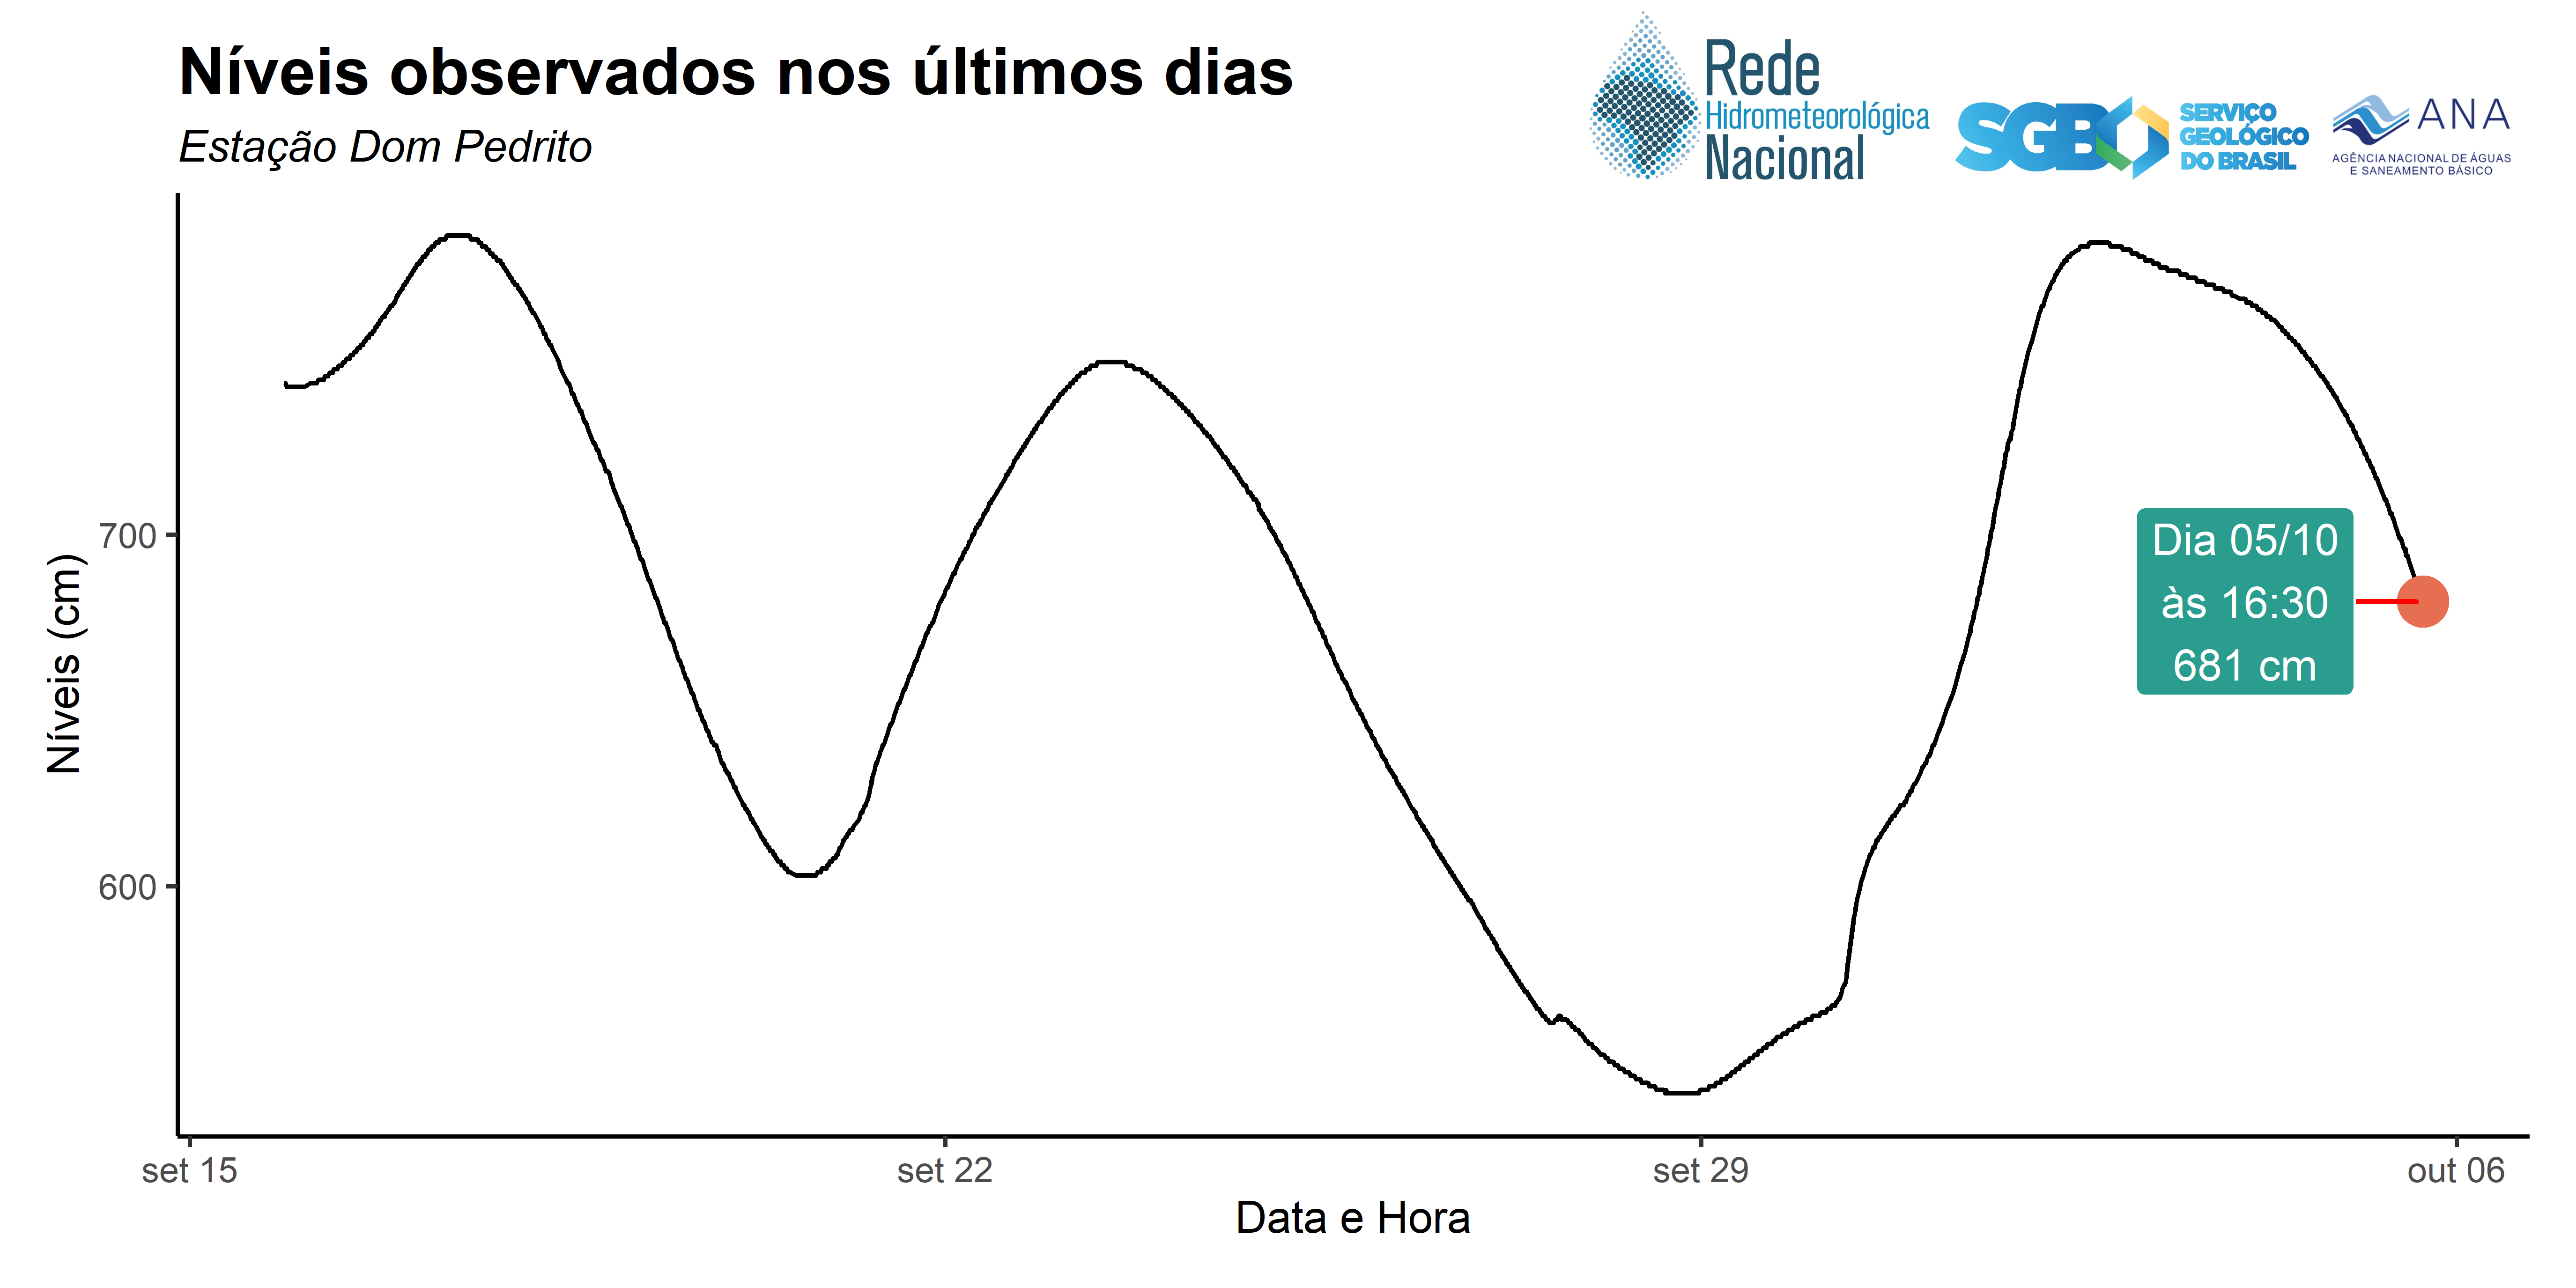 Níveis observados nos últimos dias
Estação Dom Pedrito
Rede
Hidrometeorológica
Nacional
SGB
SERVIÇO
GEOLÓGICO
DO BRASIL
ANA
AGÊNCIA NACIONAL DE ÁGUAS
E SANEAMENTO BÁSICO
Níveis (cm)
700
600
Dia 05/10
às 16:30
681 cm
set 15
set 22
set 29
out 06
Data e Hora